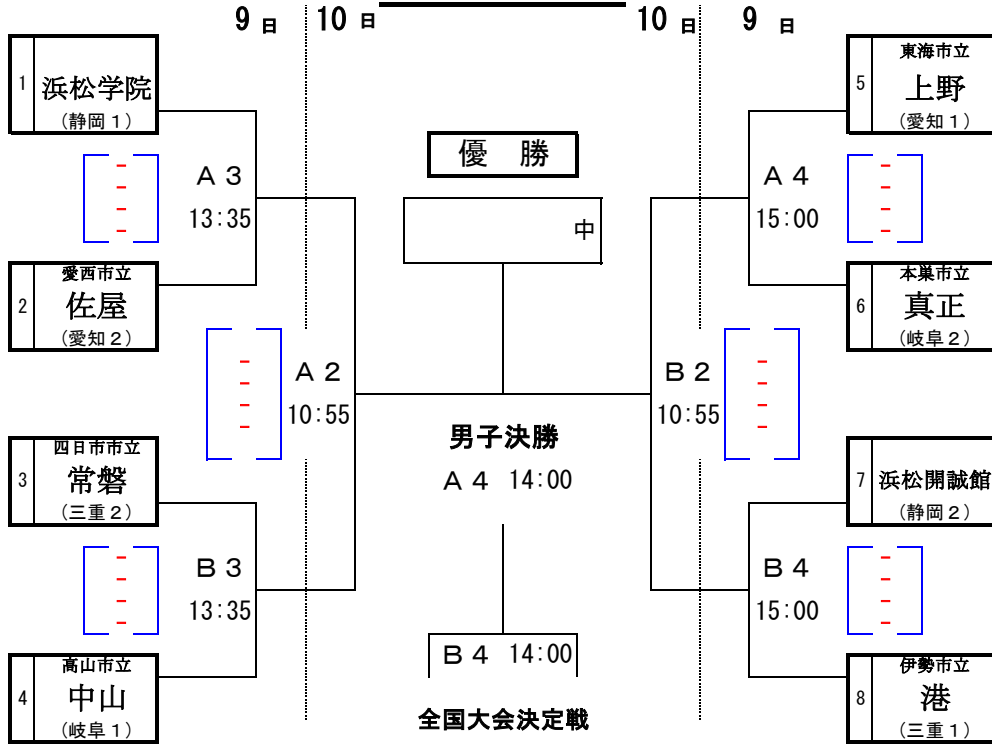 9日 10日 10日 9日
1 浜松学院
(静岡1)
A3
13:35
2 愛西市立
佐屋
(愛知2)
A2
10:55
3 四日市市立
常磐
(三重2)
B3
13:35
4 高山市立
中山
(岐阜1)
優 勝
中
男子決勝
A4 14:00
B4 14:00
全国大会決定戦
5 東海市立
上野
(愛知1)
A4
15:00
6 本巣市立
真正
(岐阜2)
B2
10:55
7 浜松開誠館
(静岡2)
B4
15:00
8 伊勢市立
港
(三重1)